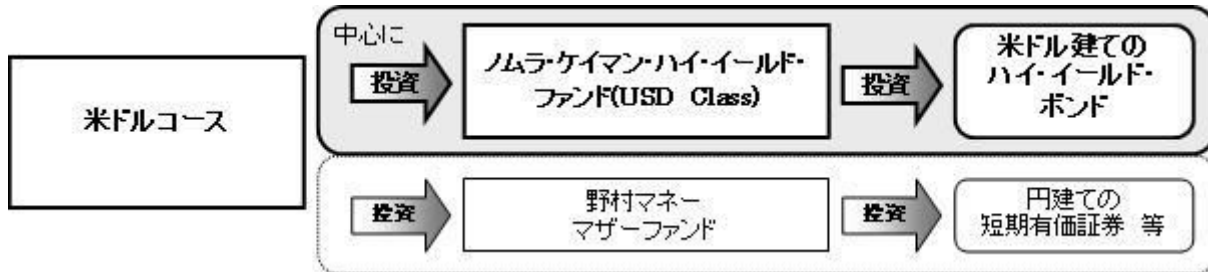 米ドルコース
中心に
投資
ノムラ・ケイマン・ハイ・イールド・
ファンド(USD Class)
投資
米ドル建ての
ハイ・イールド・
ボンド
投資
野村マネー
マザーファンド
投資
円建ての
短期有価証券 等